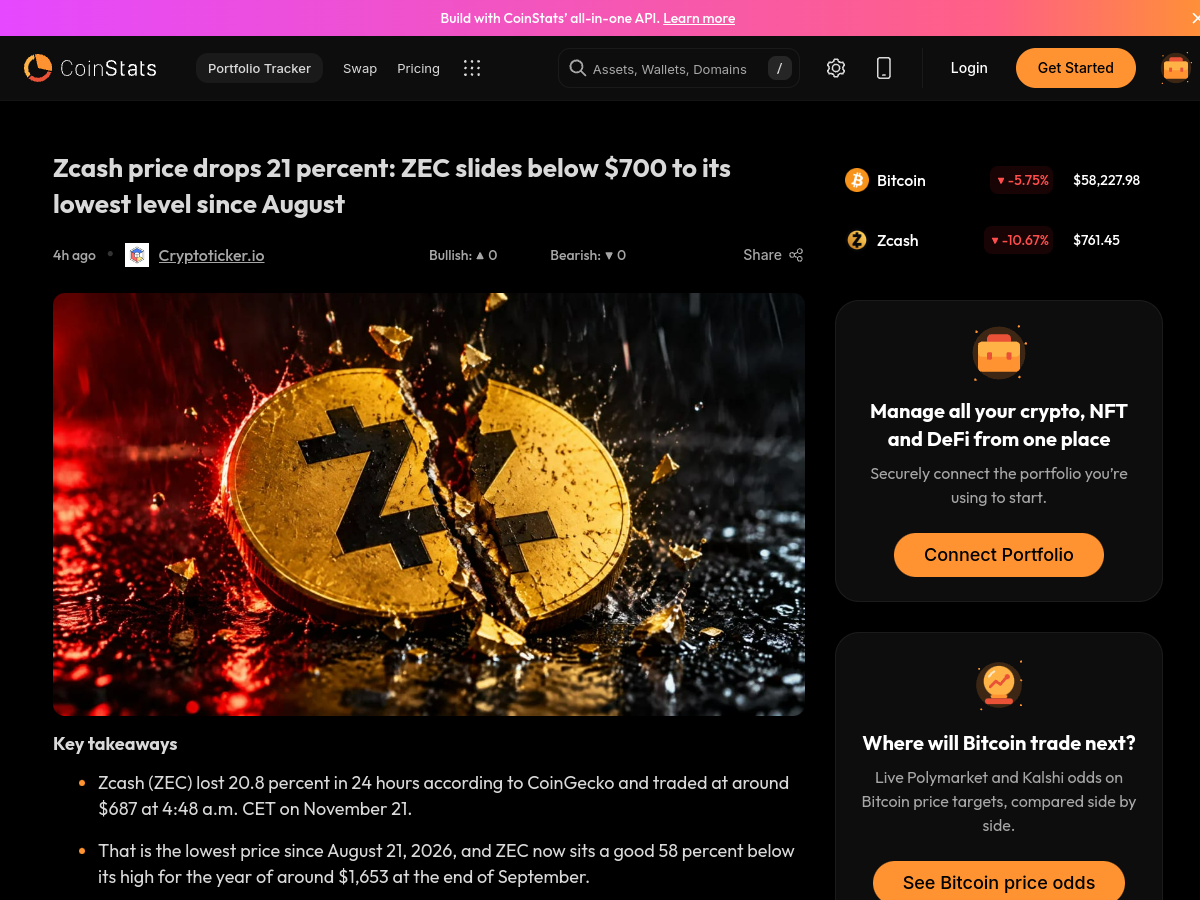 Build with CoinStats’ all-in-one API. Learn more
CoinStats
Portfolio Tracker
Swap
Pricing
Assets, Wallets, Domains
/
Login
Get Started
Zcash price drops 21 percent: ZEC slides below $700 to its
lowest level since August
4h ago
Cryptoticker.io
Bullish: ▲ 0
Bearish: ▼ 0
Share
Bitcoin
▼ -5.75%
$58,227.98
Zcash
▼ -10.67%
$761.45
Manage all your crypto, NFT
and DeFi from one place
Securely connect the portfolio you’re
using to start.
Connect Portfolio
Key takeaways
Zcash (ZEC) lost 20.8 percent in 24 hours according to CoinGecko and traded at around
$687 at 4:48 a.m. CET on November 21.
That is the lowest price since August 21, 2026, and ZEC now sits a good 58 percent below
its high for the year of around $1,653 at the end of September.
Where will Bitcoin trade next?
Live Polymarket and Kalshi odds on
Bitcoin price targets, compared side by
side.
See Bitcoin price odds